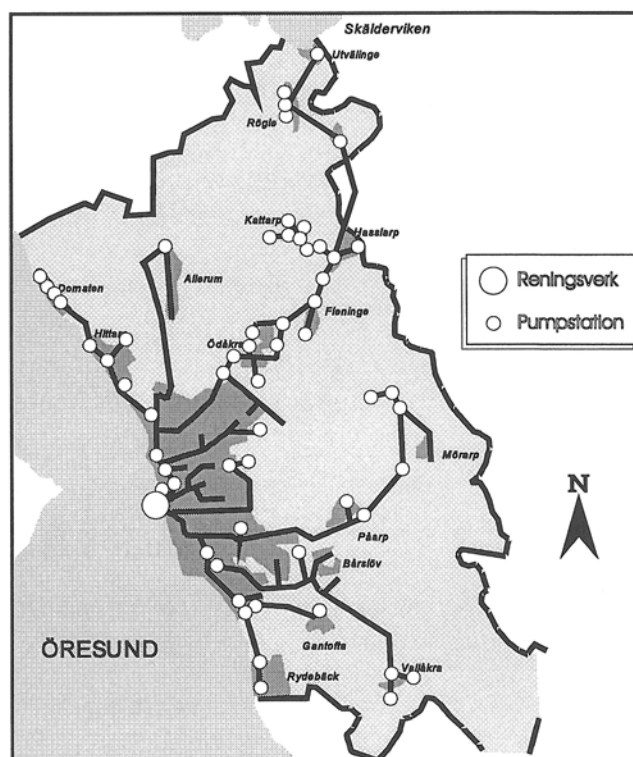 Skälderviken
Utvälinge
Rögle
Kattarp
Hasslarp
Allerum
Domsten
Fleninge
Hittarp
Ödåkra
Mörarp
Påarp
Bårslöv
Gantofta
Rydebäck
Vallåkra
ÖRESUND
Reningsverk
Pumpstation
N